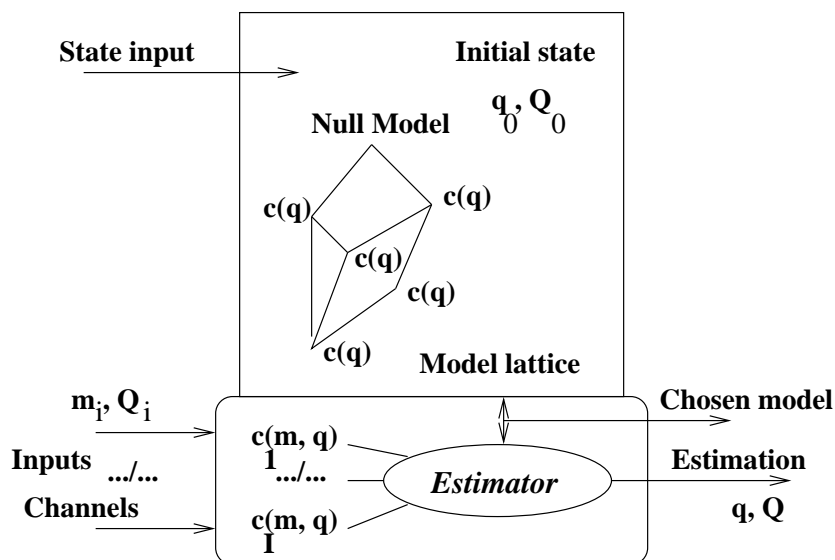 State input
Initial state
q0, Q0
Null Model
c(q)
c(q)
c(q)
c(q)
c(q)
Model lattice
mi, Qi
Chosen model
c(m, q)
1
Inputs .../...
.../...
Estimator
Estimation
Channels
c(m, q)
I
q, Q